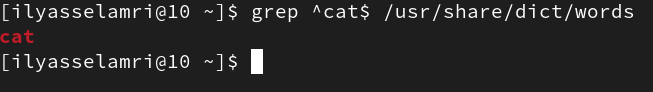 [ilyasselamri@10 ~]$ grep ^cat$ /usr/share/dict/words
cat
[ilyasselamri@10 ~]$